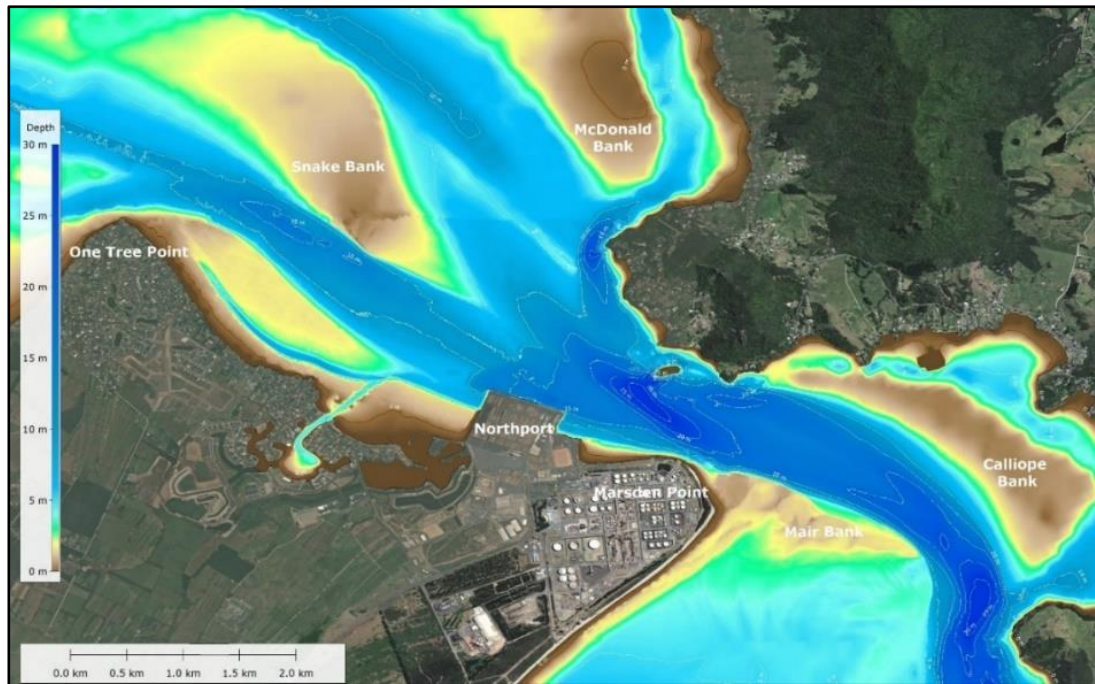 McDonald
Bank
Snake Bank
Depth
30 m
25 m
20 m
15 m
10 m
5 m
0 m
One Tree Point
Northport
Marsden Point
Calliope
Bank
Mair Bank
0.0 km 0.5 km 1.0 km 1.5 km 2.0 km